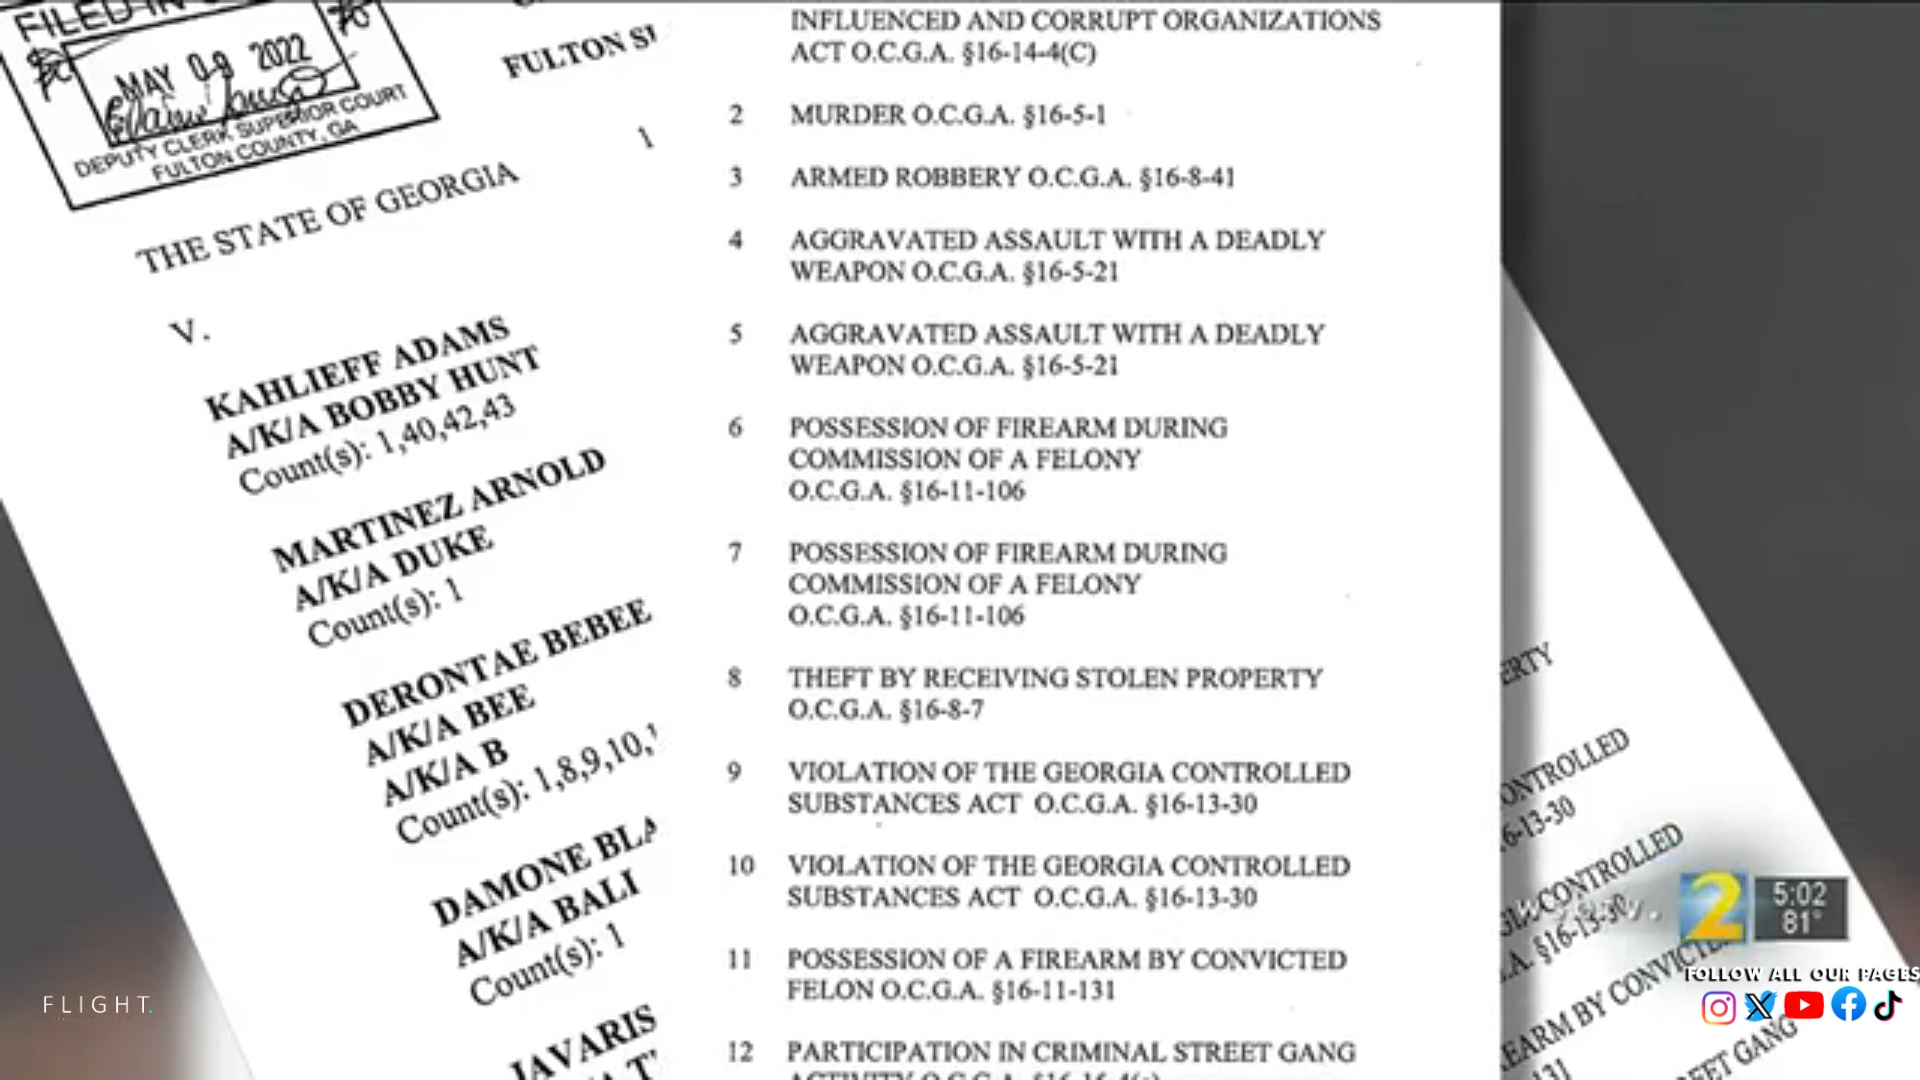 FILED IN
MAY 09 2022
DEPUTY CLERK SUPERIOR COURT
FULTON COUNTY, GA
FULTON
THE STATE OF GEORGIA
1
V.
KAHLIEFF ADAMS
A/K/A BOBBY HUNT
Count(s): 1,40,42,43
MARTINEZ ARNOLD
A/K/A DUKE
Count(s): 1
DERONTAE BEBEE
A/K/A BEE
A/K/A B
Count(s): 1,8,9,10,
DAMONE BLA
A/K/A BALI
Count(s): 1
JAVARIS
INFLUENCED AND CORRUPT ORGANIZATIONS
ACT O.C.G.A. §16-14-4(C)
2 MURDER O.C.G.A. §16-5-1
3 ARMED ROBBERY O.C.G.A. §16-8-41
4 AGGRAVATED ASSAULT WITH A DEADLY
WEAPON O.C.G.A. §16-5-21
5 AGGRAVATED ASSAULT WITH A DEADLY
WEAPON O.C.G.A. §16-5-21
6 POSSESSION OF FIREARM DURING
COMMISSION OF A FELONY
O.C.G.A. §16-11-106
7 POSSESSION OF FIREARM DURING
COMMISSION OF A FELONY
O.C.G.A. §16-11-106
8 THEFT BY RECEIVING STOLEN PROPERTY
O.C.G.A. §16-8-7
9 VIOLATION OF THE GEORGIA CONTROLLED
SUBSTANCES ACT O.C.G.A. §16-13-30
10 VIOLATION OF THE GEORGIA CONTROLLED
SUBSTANCES ACT O.C.G.A. §16-13-30
11 POSSESSION OF A FIREARM BY CONVICTED
FELON O.C.G.A. §16-11-131
12 PARTICIPATION IN CRIMINAL STREET GANG
ERTY
ONTROLLED
6-13-30
CONTROLLED
.A. §16-13-30
EARM BY CONVICTE
131
REET GANG
2
5:02
81°
FOLLOW ALL OUR PAGES
FLIGHT.